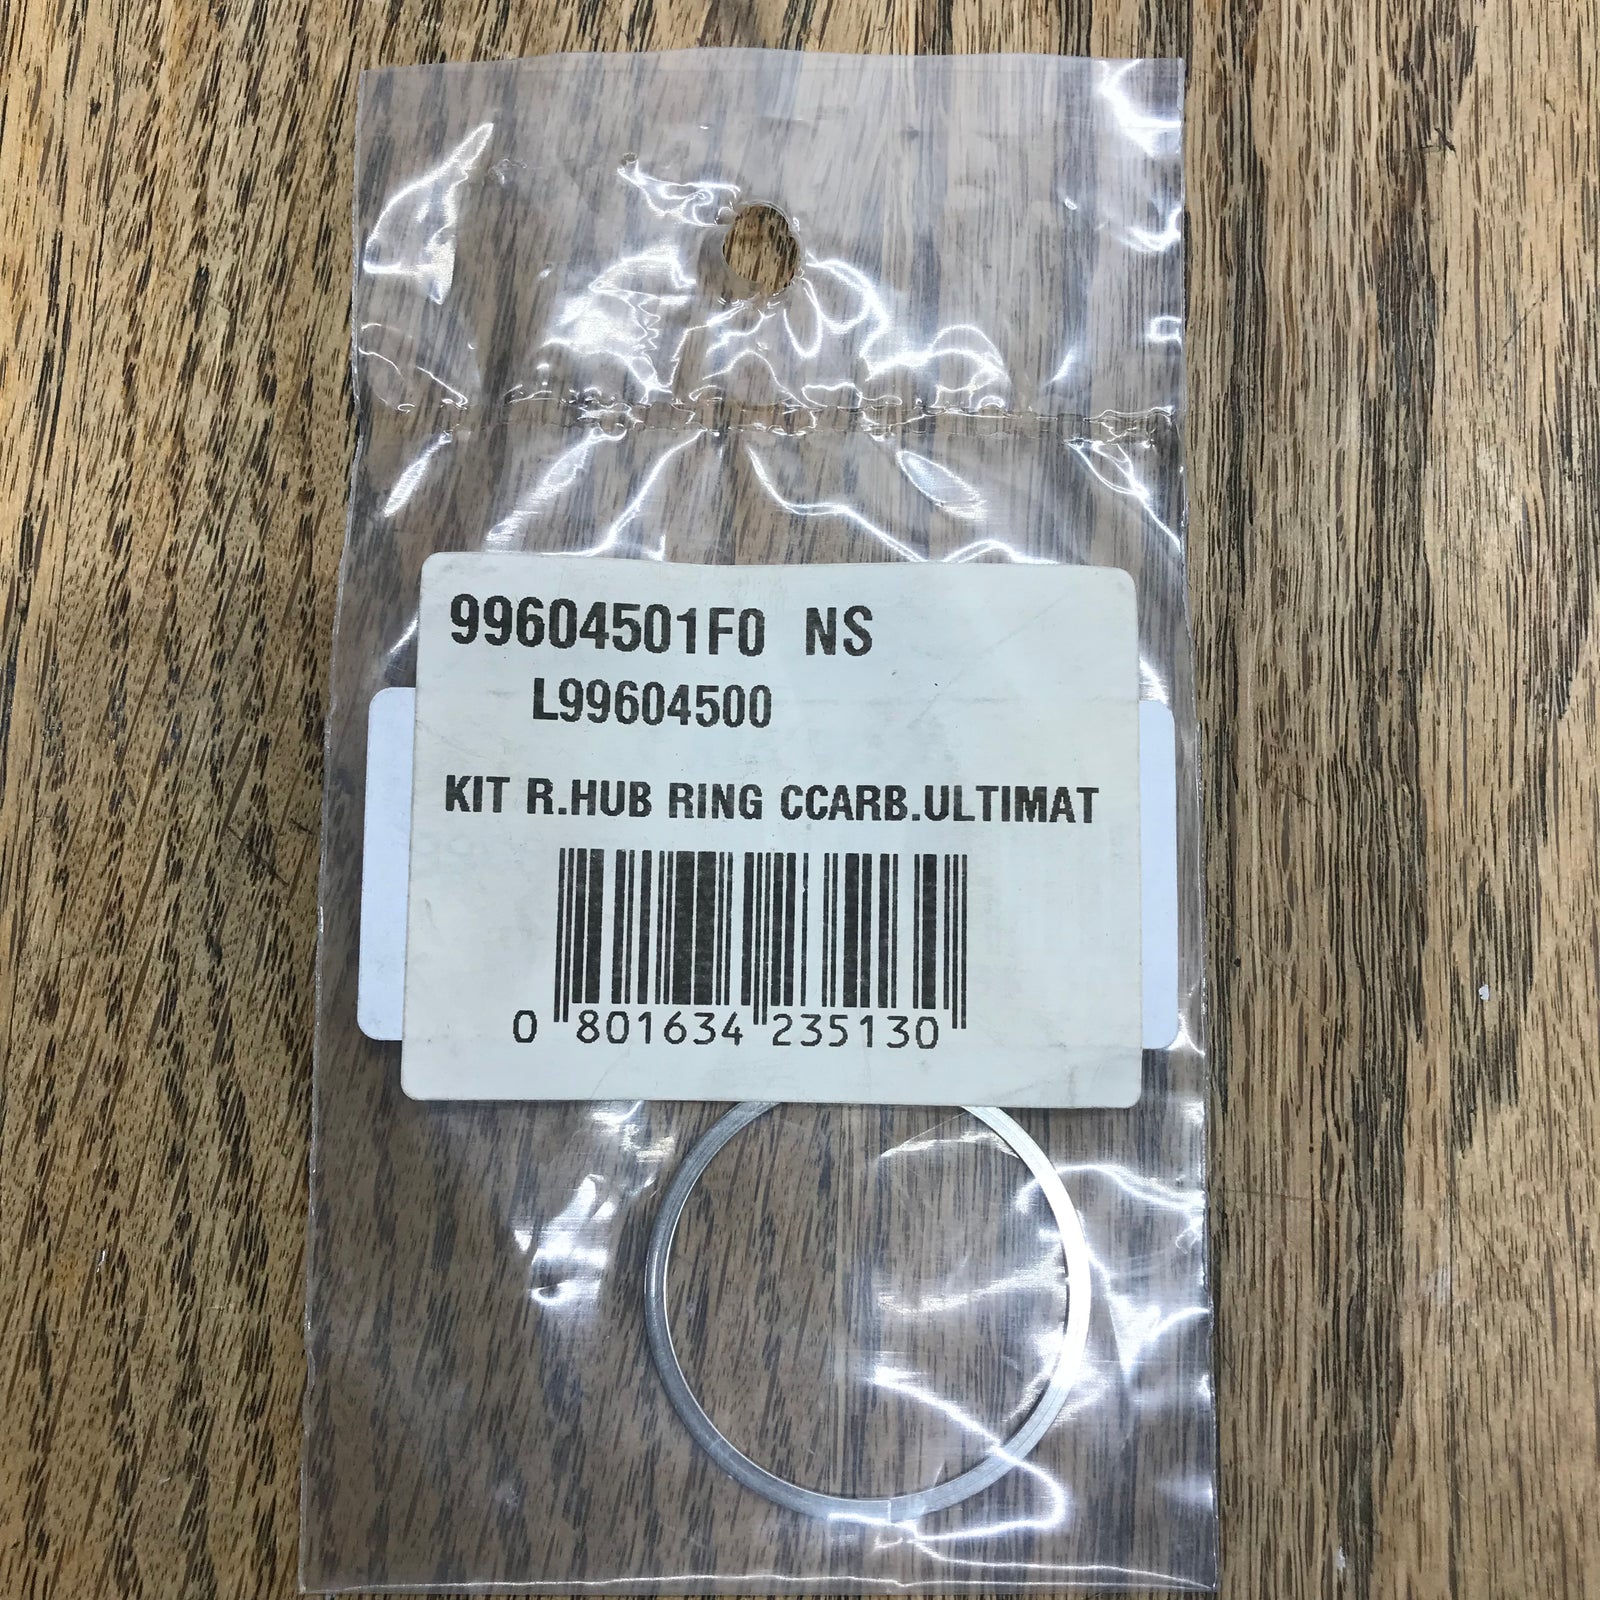 99604501F0 NS
L99604500
KIT R.HUB RING CCARB.ULTIMAT
0 801634 235130